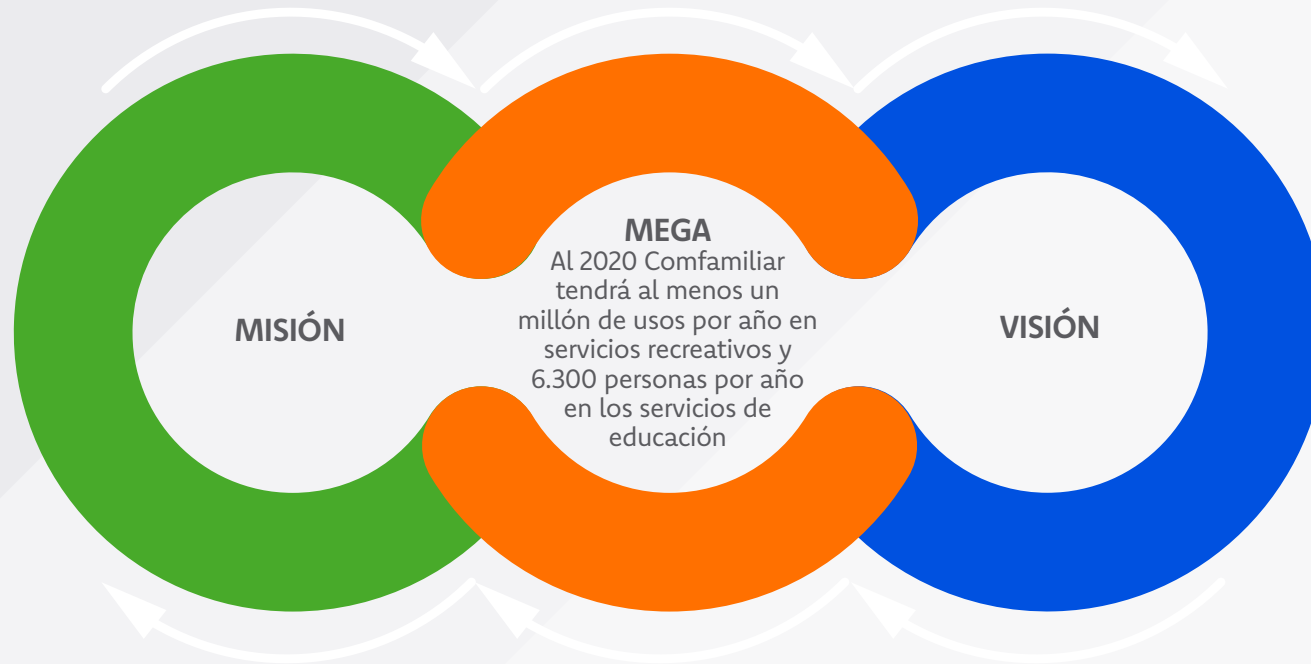 MISIÓN
MEGA
Al 2020 Comfamiliar
tendrá al menos un
millón de usos por año en
servicios recreativos y
6.300 personas por año
en los servicios de
educación
VISIÓN